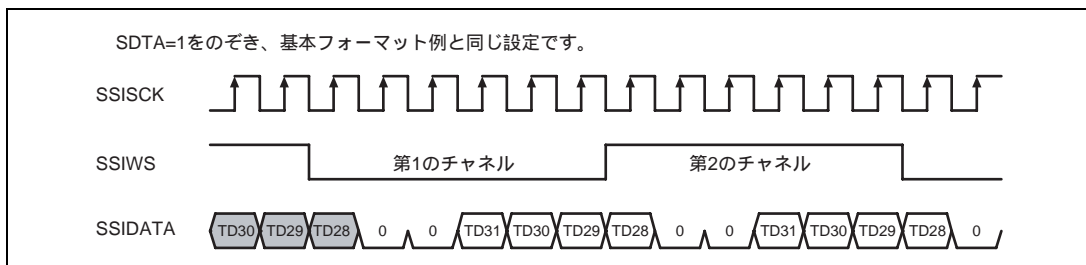 SDTA=1をのぞき、基本フォーマット例と同じ設定です。
SSISCK
SSIWS 第1のチャネル 第2のチャネル
SSIDATA TD30 TD29 TD28 0 0 TD31 TD30 TD29 TD28 0 0 TD31 TD30 TD29 TD28 0